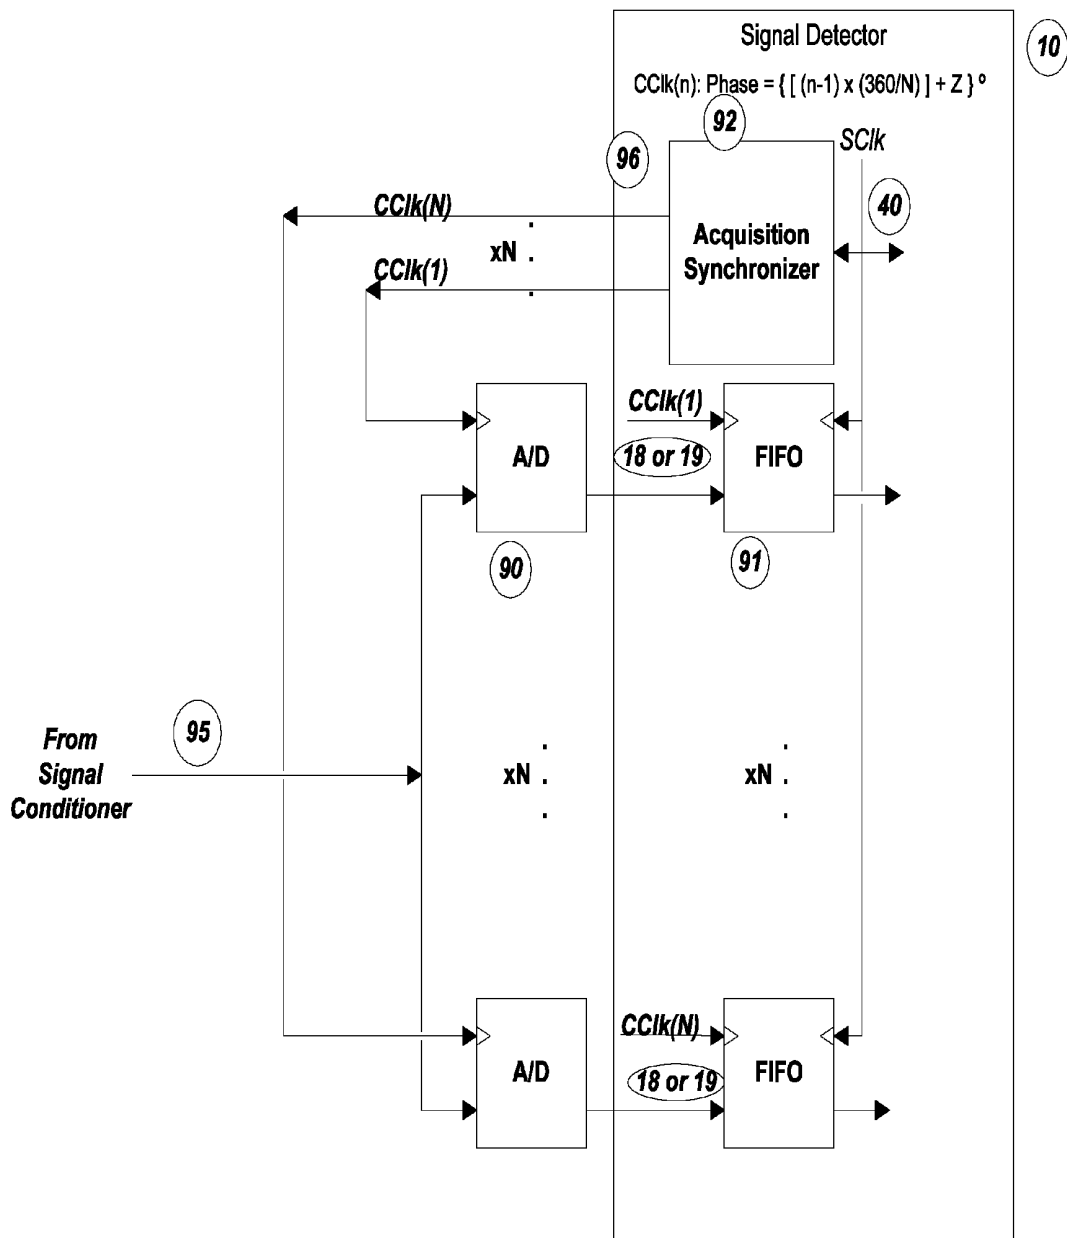 Signal Detector
10
CClk(n): Phase = { [ (n-1) x (360/N) ] + Z } º
92
SClk
96
CClk(N)
40
xN
Acquisition
Synchronizer
CClk(1)
CClk(1)
A/D
18 or 19
FIFO
90
91
95
From
Signal
Conditioner
xN
xN
CClk(N)
A/D
18 or 19
FIFO